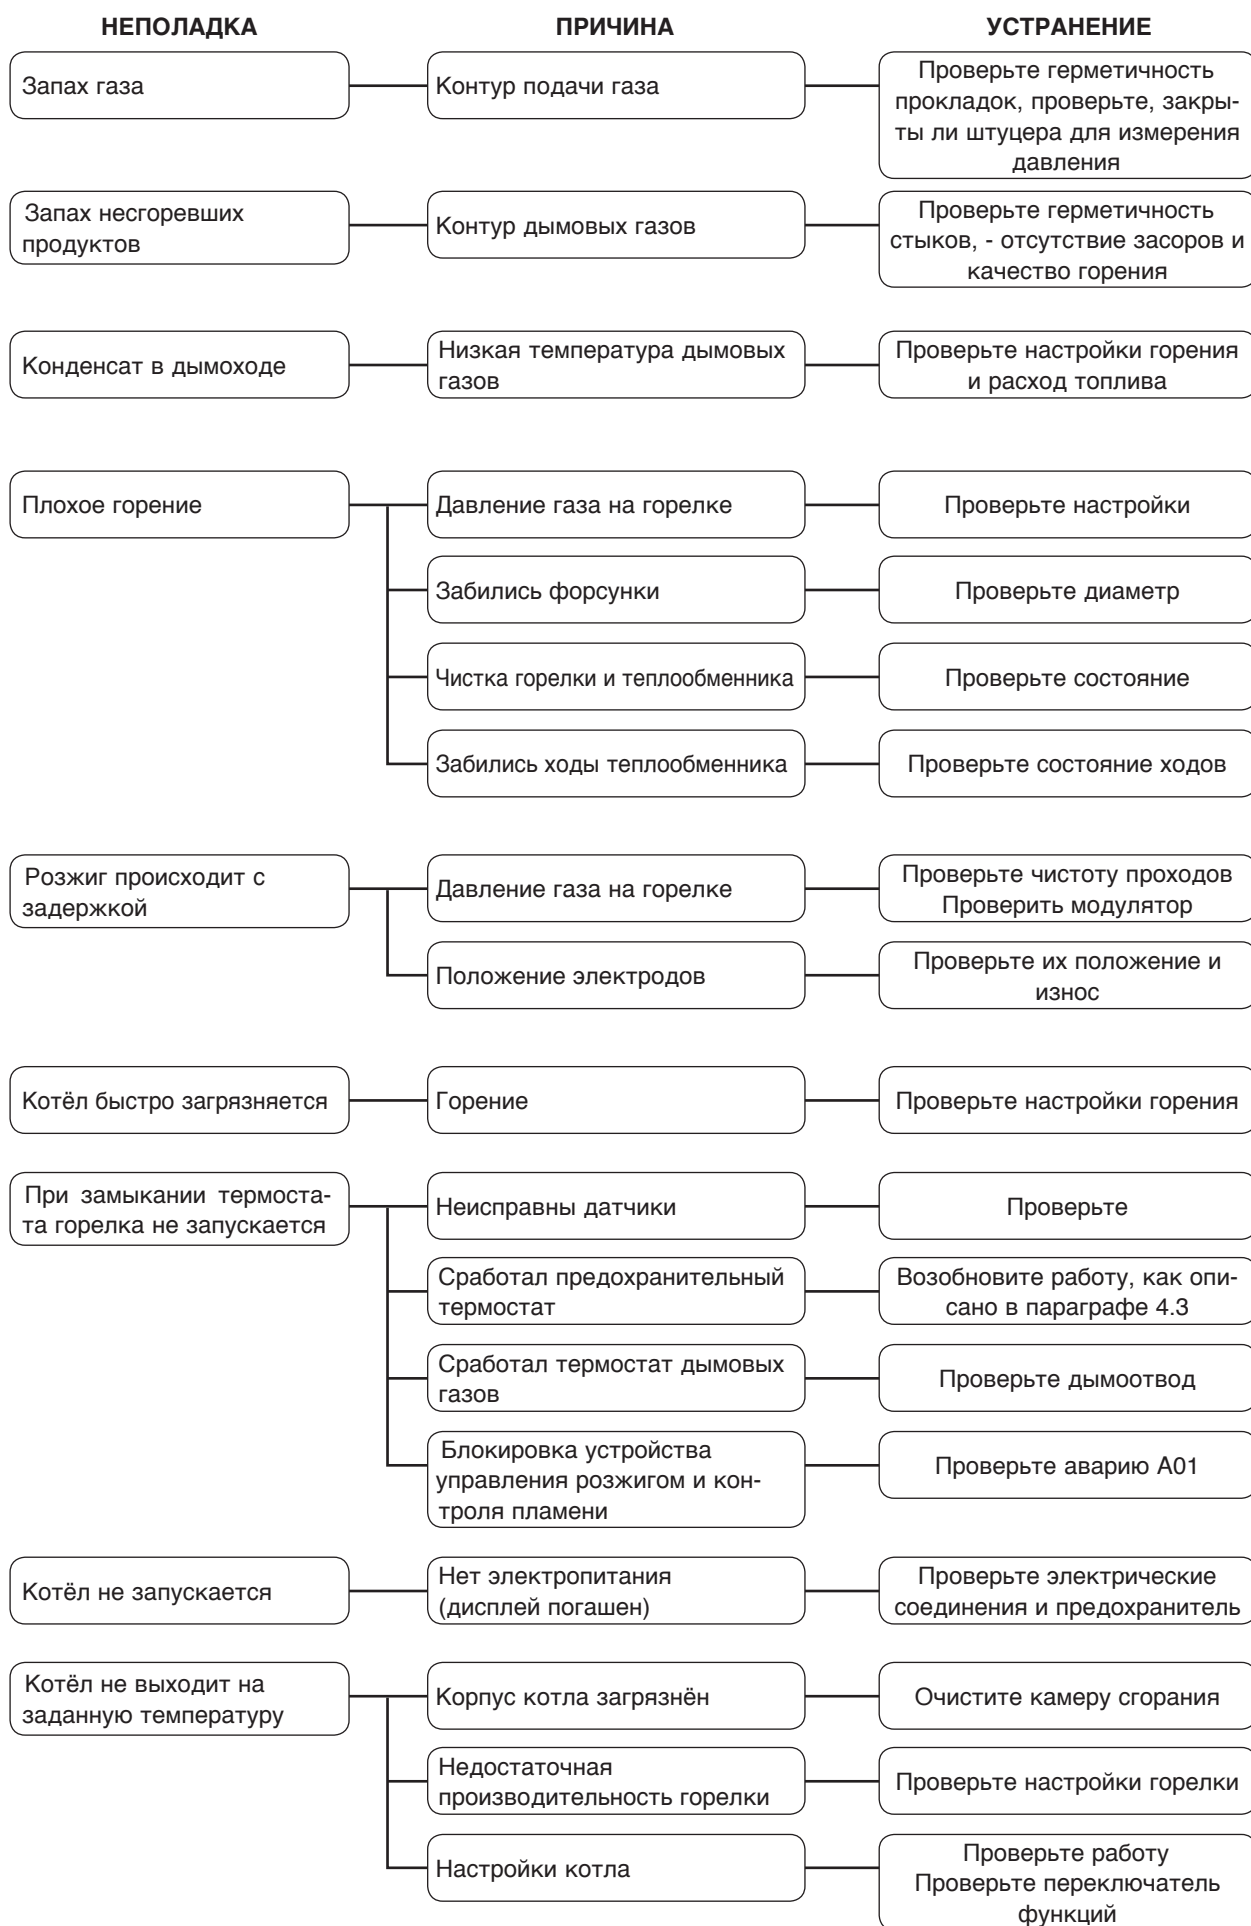 НЕПОЛАДКА
ПРИЧИНА
УСТРАНЕНИЕ
Запах газа
Контур подачи газа
Проверьте герметичность
прокладок, проверьте, закры-
ты ли штуцера для измерения
давления
Запах несгоревших
продуктов
Контур дымовых газов
Проверьте герметичность
стыков, - отсутствие засоров и
качество горения
Конденсат в дымоходе
Низкая температура дымовых
газов
Проверьте настройки горения
и расход топлива
Плохое горение
Давление газа на горелке
Проверьте настройки
Забились форсунки
Проверьте диаметр
Чистка горелки и теплообменника
Проверьте состояние
Забились ходы теплообменника
Проверьте состояние ходов
Розжиг происходит с
задержкой
Давление газа на горелке
Проверьте чистоту проходов
Проверить модулятор
Положение электродов
Проверьте их положение и
износ
Котёл быстро загрязняется
Горение
Проверьте настройки горения
При замыкании термоста-
та горелка не запускается
Неисправны датчики
Проверьте
Сработал предохранительный
термостат
Возобновите работу, как опи-
сано в параграфе 4.3
Сработал термостат дымовых
газов
Проверьте дымоотвод
Блокировка устройства
управления розжигом и кон-
троля пламени
Проверьте аварию А01
Котёл не запускается
Нет электропитания
(дисплей погашен)
Проверьте электрические
соединения и предохранитель
Котёл не выходит на
заданную температуру
Корпус котла загрязнён
Очистите камеру сгорания
Недостаточная
производительность горелки
Проверьте настройки горелки
Настройки котла
Проверьте работу
Проверьте переключатель
функций